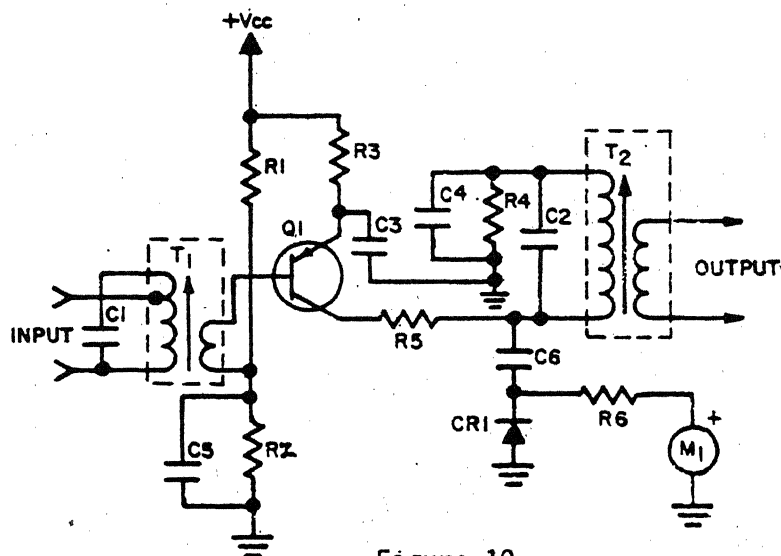 +Vcc
R1
R3
Q1
C3
C4
R4
C2
T2
T1
C1
INPUT
OUTPUT
R5
C6
CR1
R6
+
M1
C5
R2
Figure 10